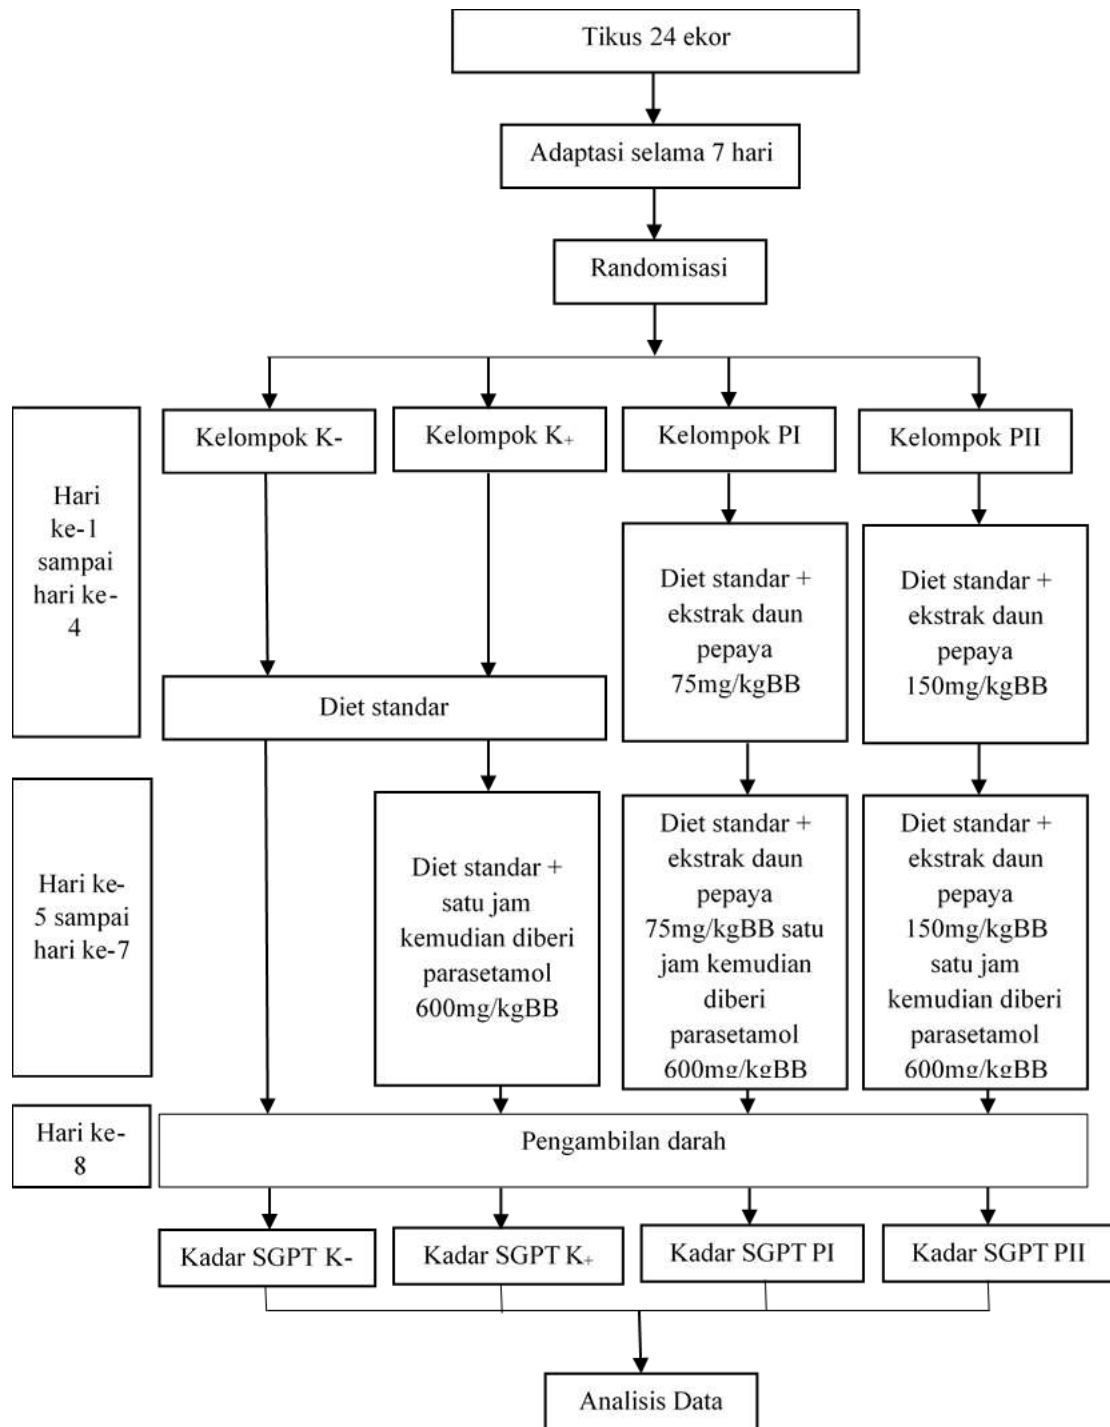 Tikus 24 ekor
Adaptasi selama 7 hari
Randomisasi
Kelompok K-
Kelompok K+
Kelompok PI
Kelompok PII
Hari
ke-1
sampai
hari ke-
4
Diet standar +
ekstrak daun
pepaya
75mg/kgBB
Diet standar +
ekstrak daun
pepaya
150mg/kgBB
Diet standar
Hari ke-
5 sampai
hari ke-7
Diet standar +
satu jam
kemudian diberi
parasetamol
600mg/kgBB
Diet standar +
ekstrak daun
pepaya
75mg/kgBB satu
jam kemudian
diberi
parasetamol
600mg/kgBB
Diet standar +
ekstrak daun
pepaya
150mg/kgBB
satu jam
kemudian diberi
parasetamol
600mg/kgBB
Hari ke-
8
Pengambilan darah
Kadar SGPT K-
Kadar SGPT K+
Kadar SGPT PI
Kadar SGPT PII
Analisis Data